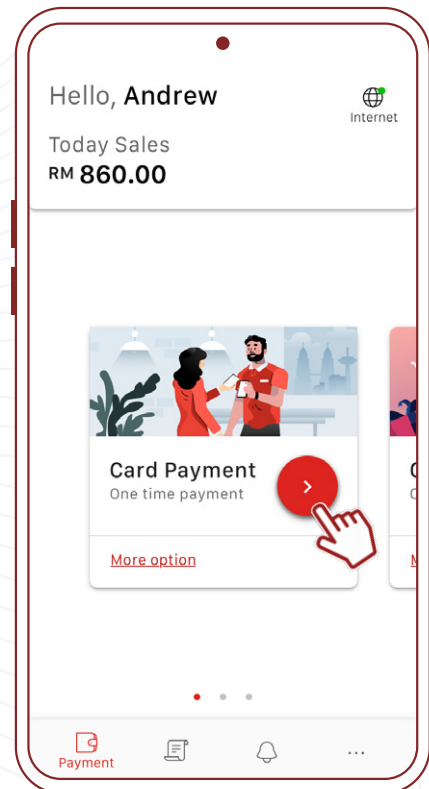 Hello, Andrew
Internet
Today Sales
RM 860.00
Card Payment
One time payment
More option
Payment